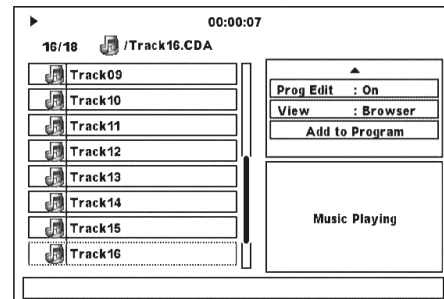 00:00:07
16/18 /Track16.CDA
Track09
Track10
Track11
Track12
Track13
Track14
Track15
Track16
Prog Edit : On
View : Browser
Add to Program
Music Playing